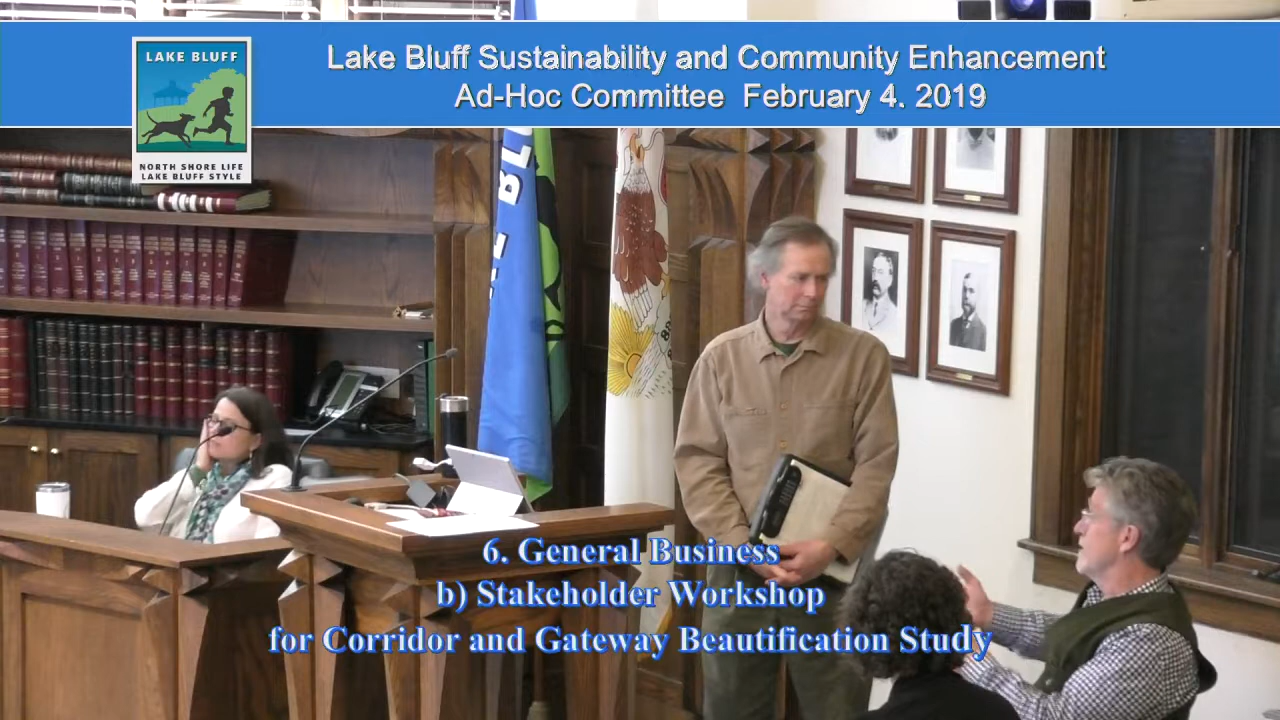 LAKE BLUFF
NORTH SHORE LIFE
LAKE BLUFF STYLE
Lake Bluff Sustainability and Community Enhancement
Ad-Hoc Committee February 4. 2019
6. General Business
b) Stakeholder Workshop
for Corridor and Gateway Beautification Study